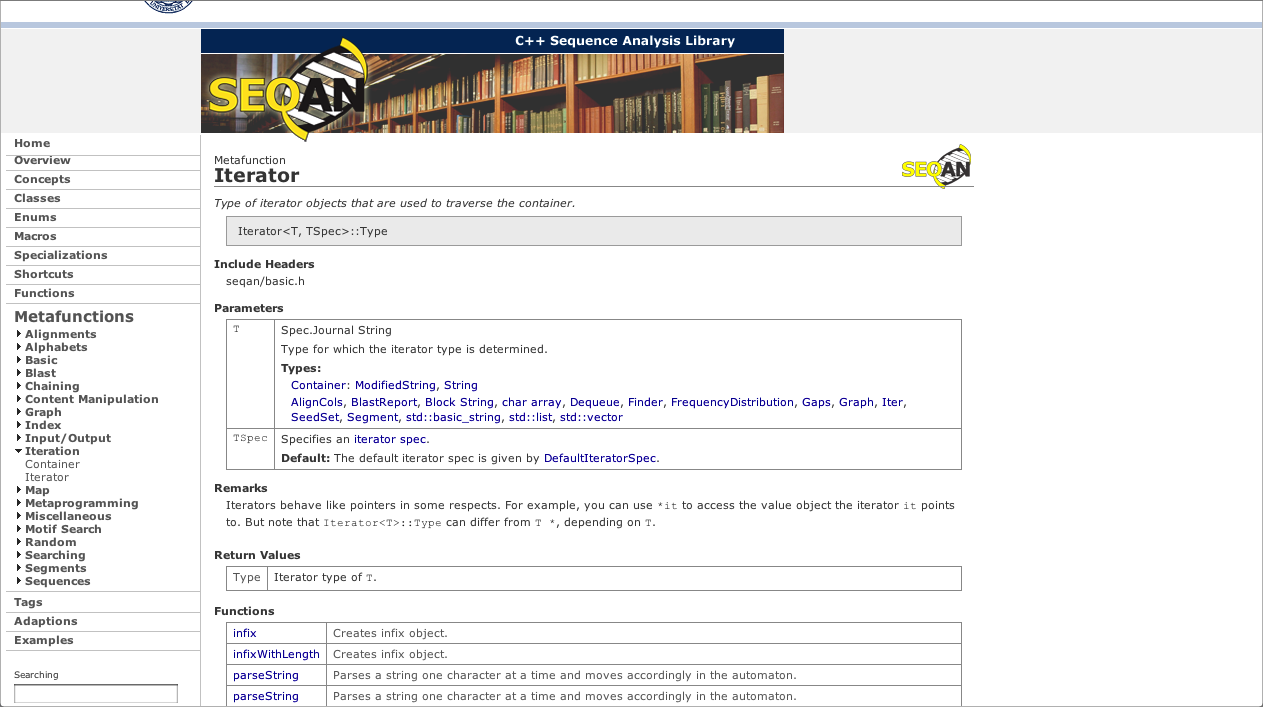 C++ Sequence Analysis Library
SEQAN
Home
Overview
Concepts
Classes
Enums
Macros
Specializations
Shortcuts
Functions
Metafunctions
Alignments
Alphabets
Basic
Blast
Chaining
Content Manipulation
Graph
Index
Input/Output
Iteration
Container
Iterator
Map
Metaprogramming
Miscellaneous
Motif Search
Random
Searching
Segments
Sequences
Tags
Adaptions
Examples
Searching
Metafunction
Iterator
SEQAN
Type of iterator objects that are used to traverse the container.
Iterator<T, TSpec>::Type
Include Headers
seqan/basic.h
Parameters
T
Spec.Journal String
Type for which the iterator type is determined.
Types:
Container: ModifiedString, String
AlignCols, BlastReport, Block String, char array, Dequeue, Finder, FrequencyDistribution, Gaps, Graph, Iter,
SeedSet, Segment, std::basic_string, std::list, std::vector
TSpec
Specifies an iterator spec.
Default: The default iterator spec is given by DefaultIteratorSpec.
Remarks
Iterators behave like pointers in some respects. For example, you can use *it to access the value object the iterator it points
to. But note that Iterator<T>::Type can differ from T *, depending on T.
Return Values
Type Iterator type of T.
Functions
infix Creates infix object.
infixWithLength Creates infix object.
parseString Parses a string one character at a time and moves accordingly in the automaton.
parseString Parses a string one character at a time and moves accordingly in the automaton.